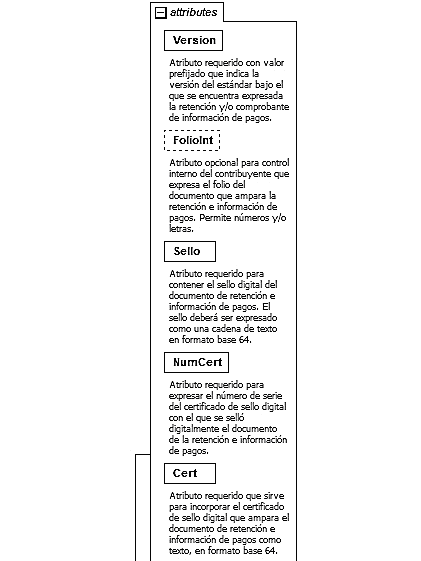 attributes
Version
Atributo requerido con valor
prefijado que indica la
versión del estándar bajo el
que se encuentra expresada
la retención y/o comprobante
de información de pagos.
FolioInt
Atributo opcional para control
interno del contribuyente que
expresa el folio del
documento que ampara la
retención e información de
pagos. Permite números y/o
letras.
Sello
Atributo requerido para
contener el sello digital del
documento de retención e
información de pagos. El
sello deberá ser expresado
como una cadena de texto
en formato base 64.
NumCert
Atributo requerido para
expresar el número de serie
del certificado de sello digital
con el que se selló
digitalmente el documento
de la retención e información
de pagos.
Cert
Atributo requerido que sirve
para incorporar el certificado
de sello digital que ampara el
documento de retención e
información de pagos como
texto, en formato base 64.